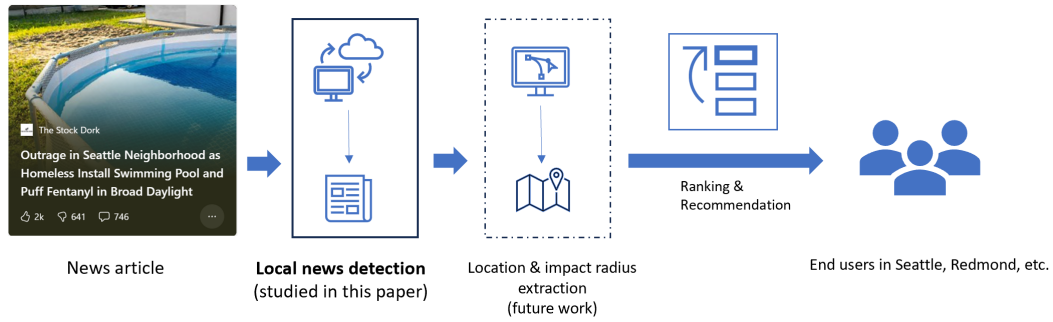 The Stock Dork
Outrage in Seattle Neighborhood as
Homeless Install Swimming Pool and
Puff Fentanyl in Broad Daylight
2k 641 746
News article
Local news detection
(studied in this paper)
Location & impact radius
extraction
(future work)
Ranking &
Recommendation
End users in Seattle, Redmond, etc.